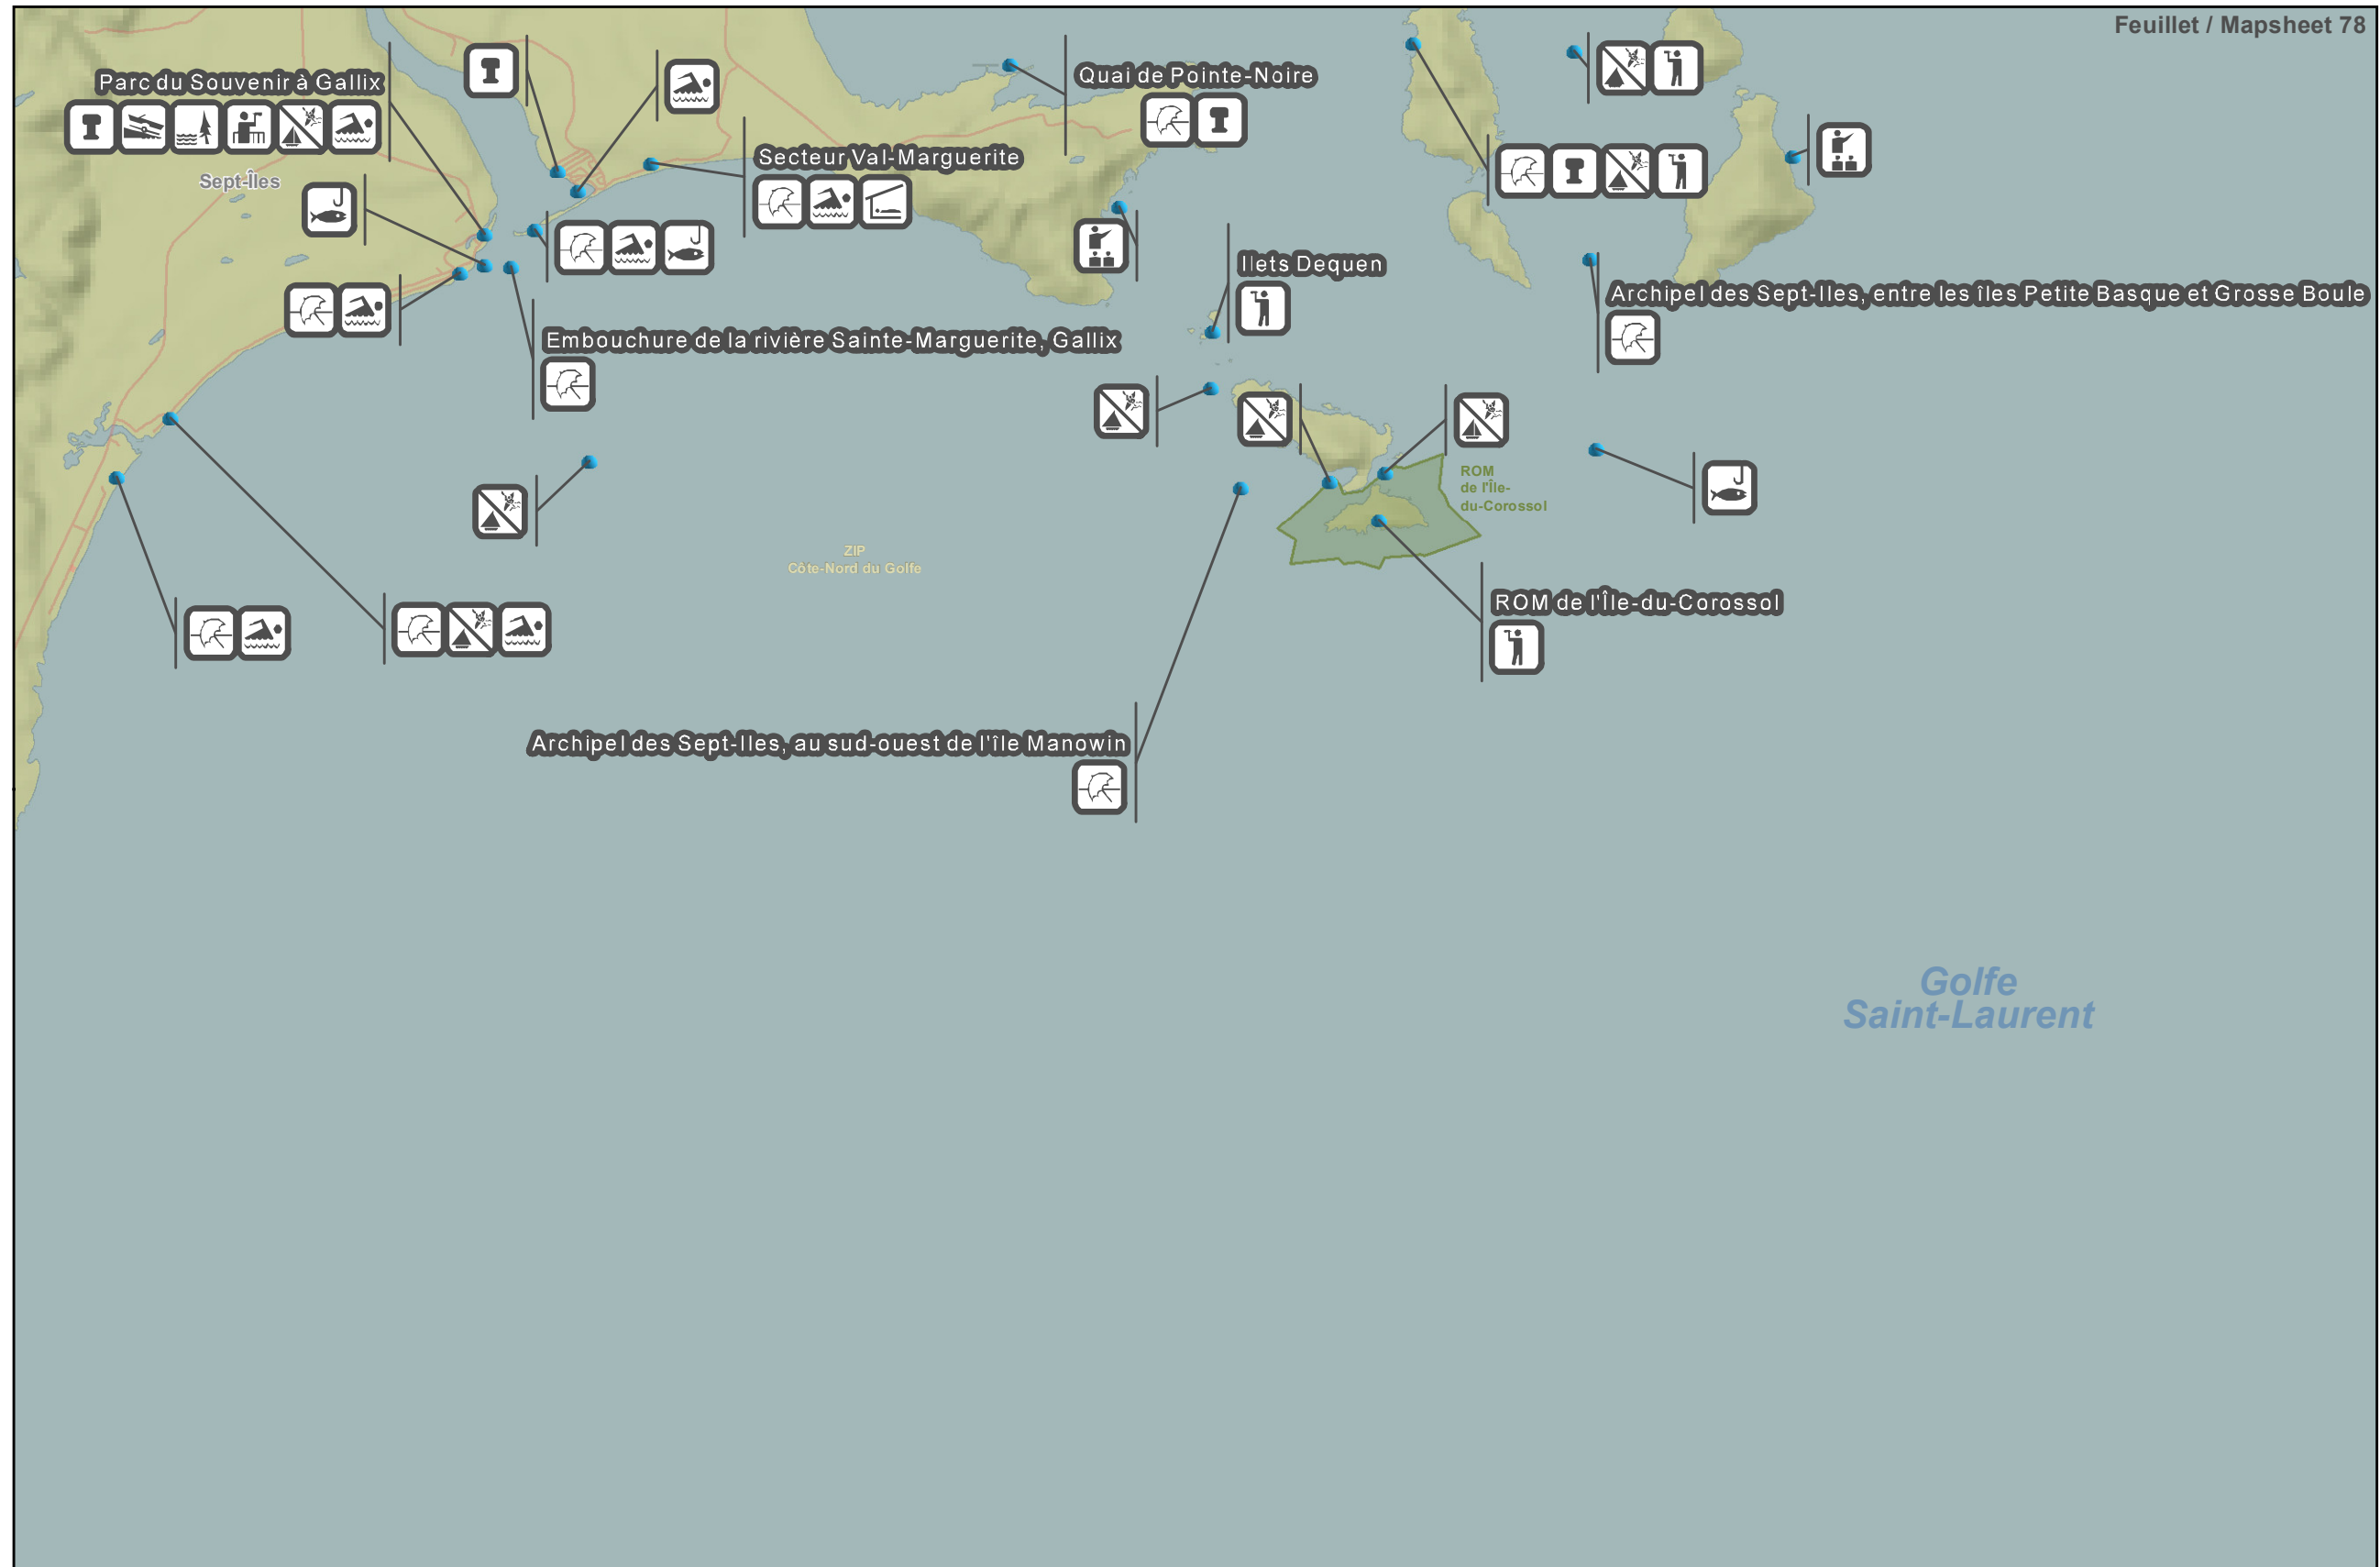 Feuillet / Mapsheet 78
Parc du Souvenir à Gallix
Quai de Pointe-Noire
Secteur Val-Marguerite
Sept-Îles
Ilets Dequen
Archipel des Sept-Iles, entre les îles Petite Basque et Grosse Boule
Embouchure de la rivière Sainte-Marguerite, Gallix
ROM
de l'Île-
du-Corossol
ZIP
Côte-Nord du Golfe
ROM de l'Île-du-Corossol
Archipel des Sept-Iles, au sud-ouest de l'île Manowin
Golfe
Saint-Laurent